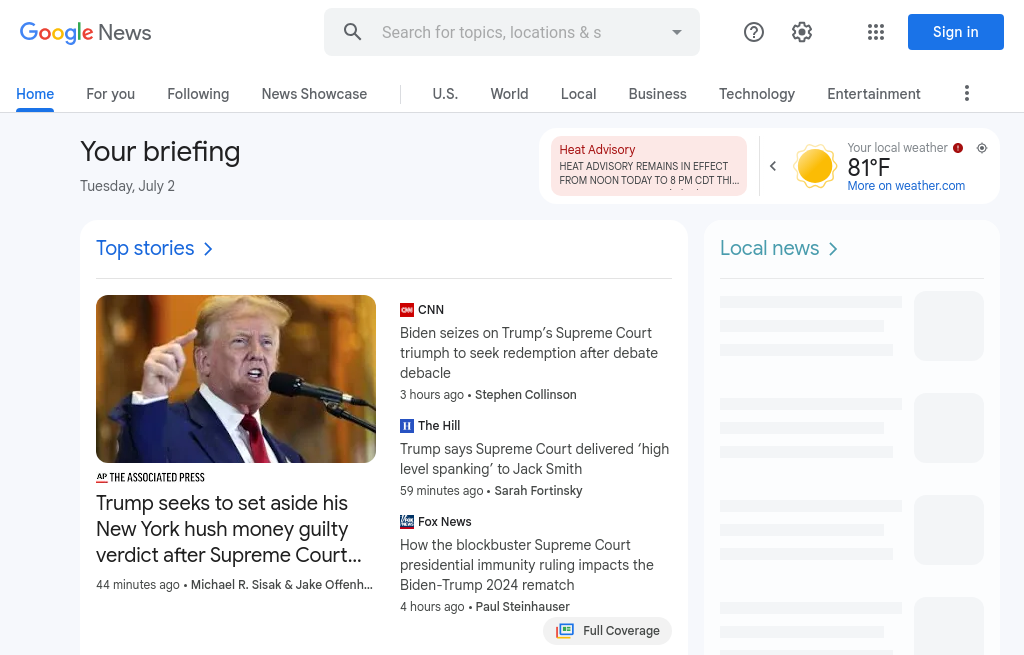 Google News
Search for topics, locations & s
Sign in
Home
For you
Following
News Showcase
U.S.
World
Local
Business
Technology
Entertainment
Your briefing
Tuesday, July 2
Heat Advisory
HEAT ADVISORY REMAINS IN EFFECT
FROM NOON TODAY TO 8 PM CDT THI...
Your local weather
81°F
More on weather.com
Top stories
Local news
AP THE ASSOCIATED PRESS
Trump seeks to set aside his
New York hush money guilty
verdict after Supreme Court...
44 minutes ago • Michael R. Sisak & Jake Offenh...
CNN
Biden seizes on Trump’s Supreme Court
triumph to seek redemption after debate
debacle
3 hours ago • Stephen Collinson
H The Hill
Trump says Supreme Court delivered ‘high
level spanking’ to Jack Smith
59 minutes ago • Sarah Fortinsky
Fox News
How the blockbuster Supreme Court
presidential immunity ruling impacts the
Biden-Trump 2024 rematch
4 hours ago • Paul Steinhauser
Full Coverage